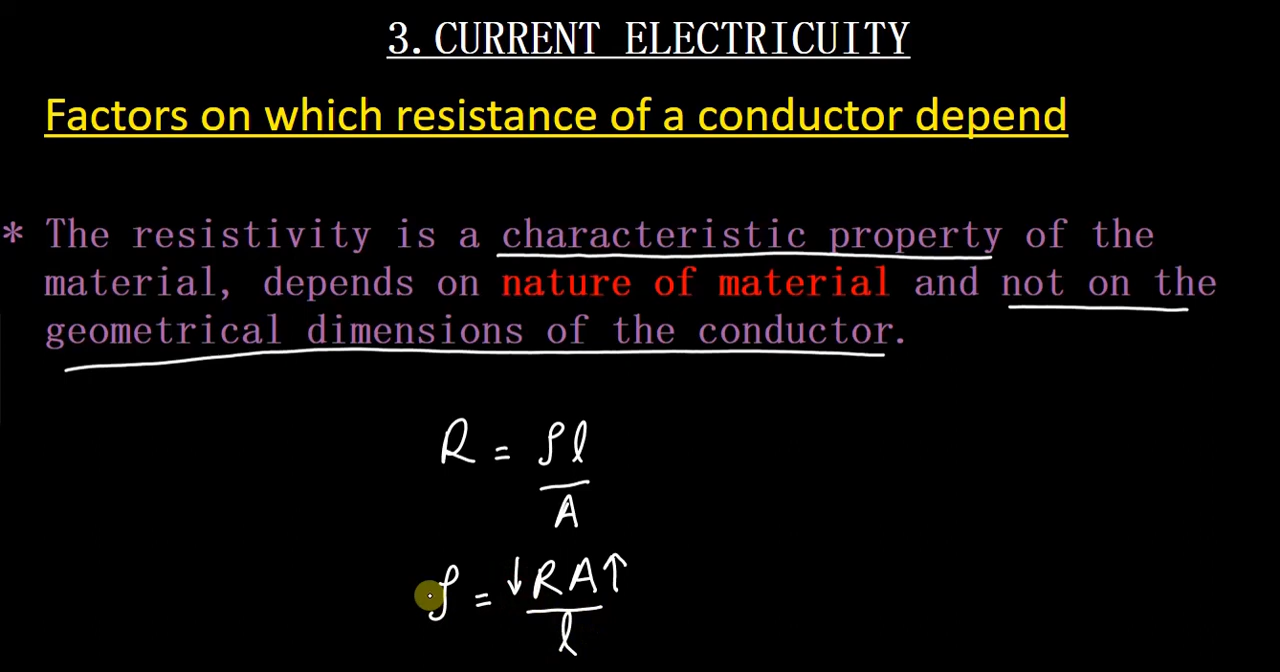 3. CURRENT ELECTRICUITY
Factors on which resistance of a conductor depend
* The resistivity is a characteristic property of the
material, depends on nature of material and not on the
geometrical dimensions of the conductor.
R = ρl
A
ρ = ↓RA↑
l